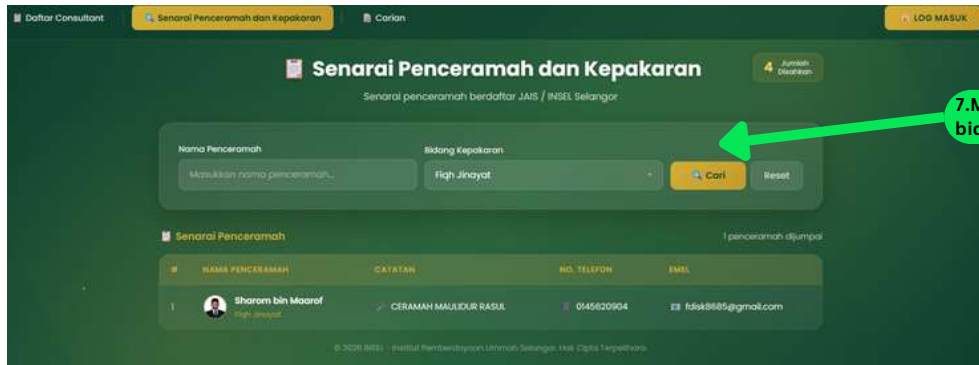 Daftar Consultant
Senarai Penceramah dan Kepakaran
Carian
LOG MASUK
Senarai Penceramah dan Kepakaran
4 Jumlah Disahkan
Senarai penceramah berdaftar JAIS / INSEL Selangor
7.M
bid
Nama Penceramah
Bidang Kepakaran
Masukkan nama penceramah...
Fiqh Jinayat
Cari
Reset
Senarai Penceramah
1 penceramah dijumpai
# NAMA PENCERAMAH CATATAN NO. TELEFON EMEL
1 Sharom bin Maarof CERAMAH MAULIDUR RASUL 0145620904 fdisk8685@gmail.com
Fiqh Jinayat
© 2026 INSEL - Institut Pemberdayaan Ummah Selangor. Hak Cipta Terpelihara.